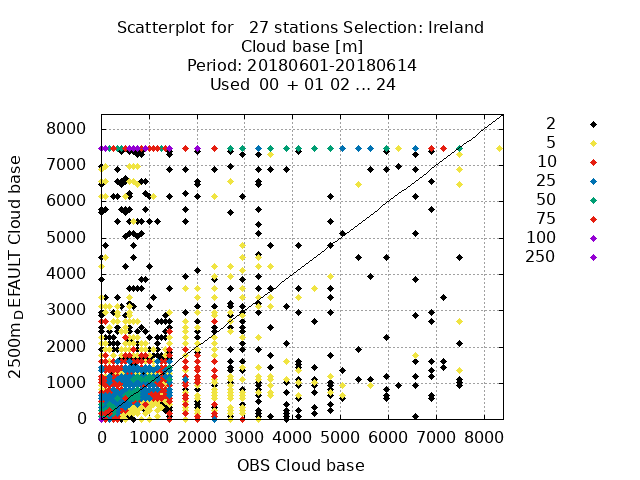 Scatterplot for 27 stations Selection: Ireland
Cloud base [m]
Period: 20180601-20180614
Used 00 + 01 02 ... 24
8000
7000
6000
5000
4000
3000
2000
1000
0
2500m_DEFAULT Cloud base
0 1000 2000 3000 4000 5000 6000 7000 8000
OBS Cloud base
2
5
10
25
50
75
100
250